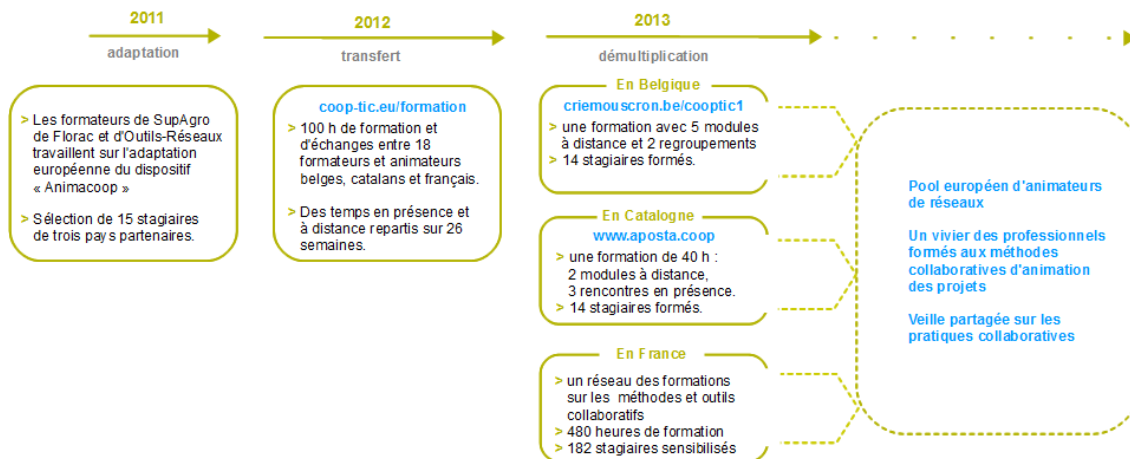 2011
adaptation
> Les formateurs de SupAgro
de Florac et d'Outils-Réseaux
travaillent sur l'adaptation
européenne du dispositif
« Animacoop »
> Sélection de 15 stagiaires
de trois pays partenaires.
2012
transfert
coop-tic.eu/formation
> 100 h de formation et
d'échanges entre 18
formateurs et animateurs
belges, catalans et français.
> Des temps en présence et
à distance repartis sur 26
semaines.
2013
démultiplication
En Belgique
criemouscron.be/cooptic1
> une formation avec 5 modules
à distance et 2 regroupements
> 14 stagiaires formés.
En Catalogne
www.aposta.coop
> une formation de 40 h :
2 modules à distance,
3 rencontres en présence.
> 14 stagiaires formés.
En France
> un réseau des formations
sur les méthodes et outils
collaboratifs
> 480 heures de formation
> 182 stagiaires sensibilisés
Pool européen d'animateurs
de réseaux
Un vivier des professionnels
formés aux méthodes
collaboratives d'animation
des projets
Veille partagée sur les
pratiques collaboratives